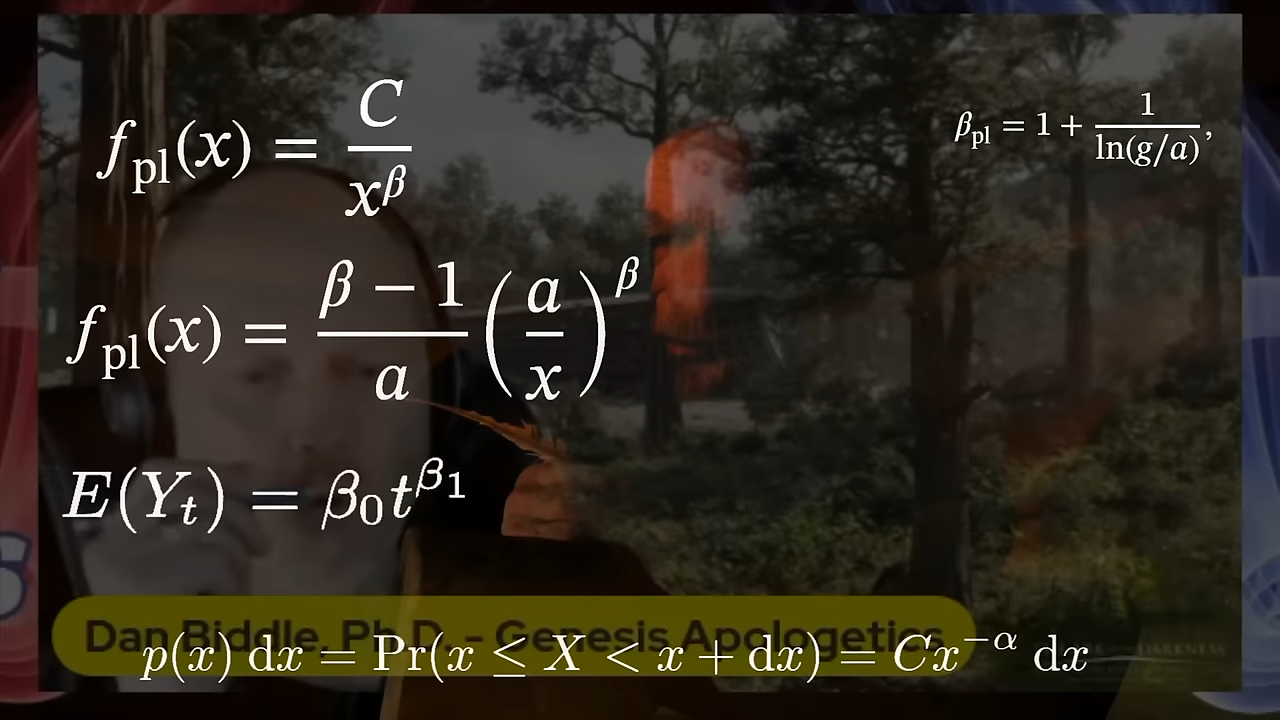 f_pl(x) = C / x^β
β_pl = 1 + 1 / ln(g/a),
f_pl(x) = (β − 1) / a (a / x)^β
E(Y_t) = β_0 t^{β_1}
Dan Biddle, Ph.D. - Genesis Apologetics
p(x) dx = Pr(x ≤ X < x + dx) = Cx^{−α} dx
DARKNESS